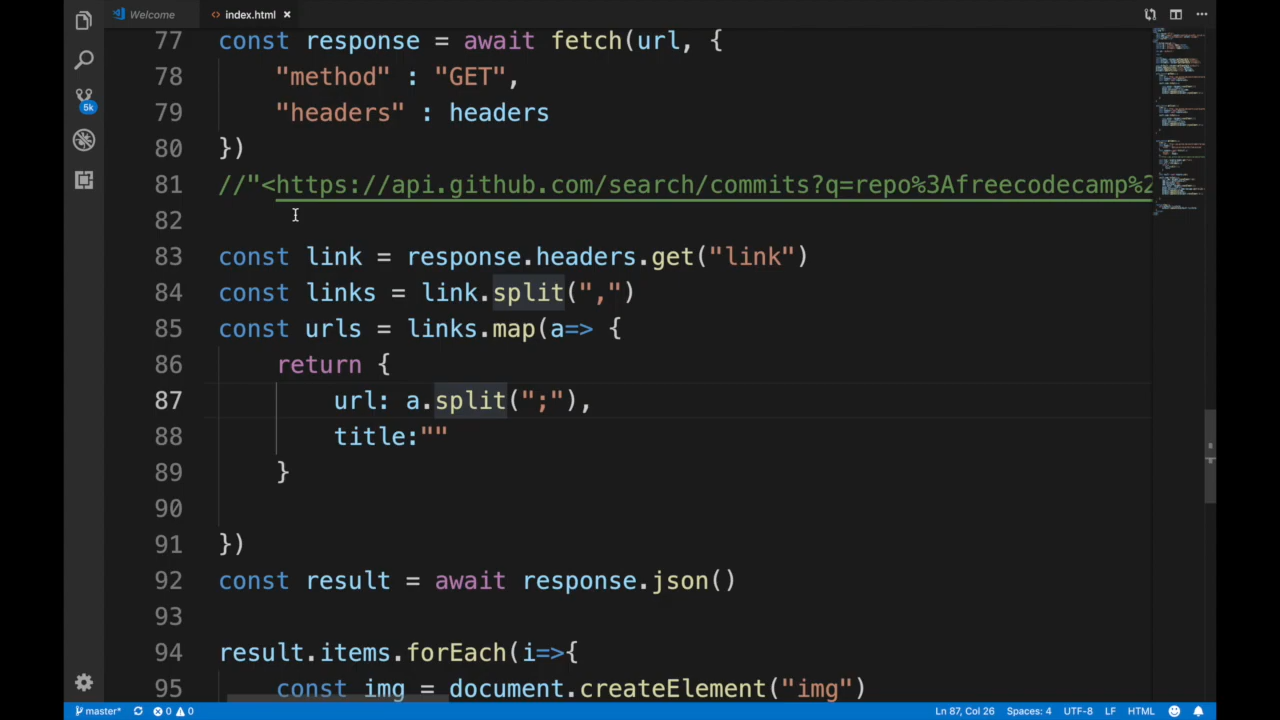 Welcome
index.html
77 const response = await fetch(url, {
78 "method" : "GET",
79 "headers" : headers
80 })
81 //"<https://api.github.com/search/commits?q=repo%3Afreecodecamp%2
82
83 const link = response.headers.get("link")
84 const links = link.split(",")
85 const urls = links.map(a=> {
86 return {
87 url: a.split(";"),
88 title:""
89 }
90
91 })
92 const result = await response.json()
93
94 result.items.forEach(i=>{
95 const img = document.createElement("img")
5k
master* 0 0 Ln 87, Col 26 Spaces: 4 UTF-8 LF HTML